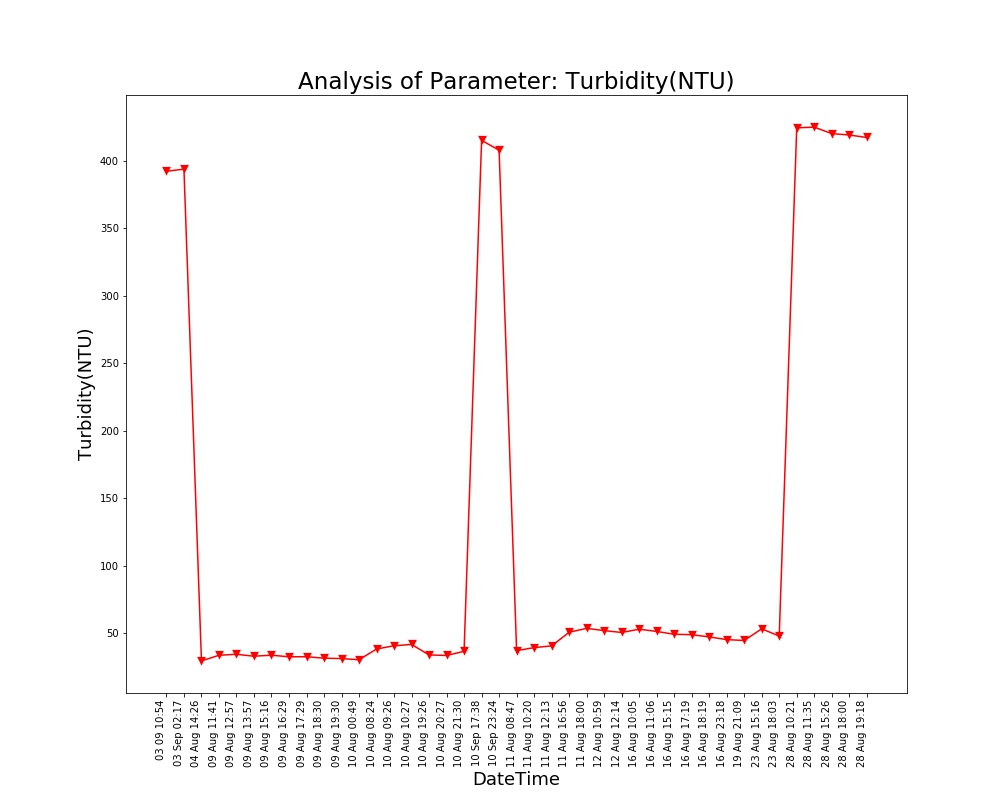 Analysis of Parameter: Turbidity(NTU)
Turbidity(NTU)
400
350
300
250
200
150
100
50
03 09 10:54
03 Sep 02:17
04 Aug 14:26
09 Aug 11:41
09 Aug 12:57
09 Aug 13:57
09 Aug 15:16
09 Aug 16:29
09 Aug 17:29
09 Aug 18:30
09 Aug 19:30
10 Aug 00:49
10 Aug 08:24
10 Aug 09:26
10 Aug 10:27
10 Aug 19:26
10 Aug 20:27
10 Aug 21:30
10 Sep 17:38
10 Sep 23:24
11 Aug 08:47
11 Aug 10:20
11 Aug 12:13
11 Aug 16:56
11 Aug 18:00
12 Aug 10:59
12 Aug 12:14
16 Aug 10:05
16 Aug 11:06
16 Aug 15:15
16 Aug 17:19
16 Aug 18:19
16 Aug 23:18
19 Aug 21:09
23 Aug 15:16
23 Aug 18:03
28 Aug 10:21
28 Aug 11:35
28 Aug 15:26
28 Aug 18:00
28 Aug 19:18
DateTime